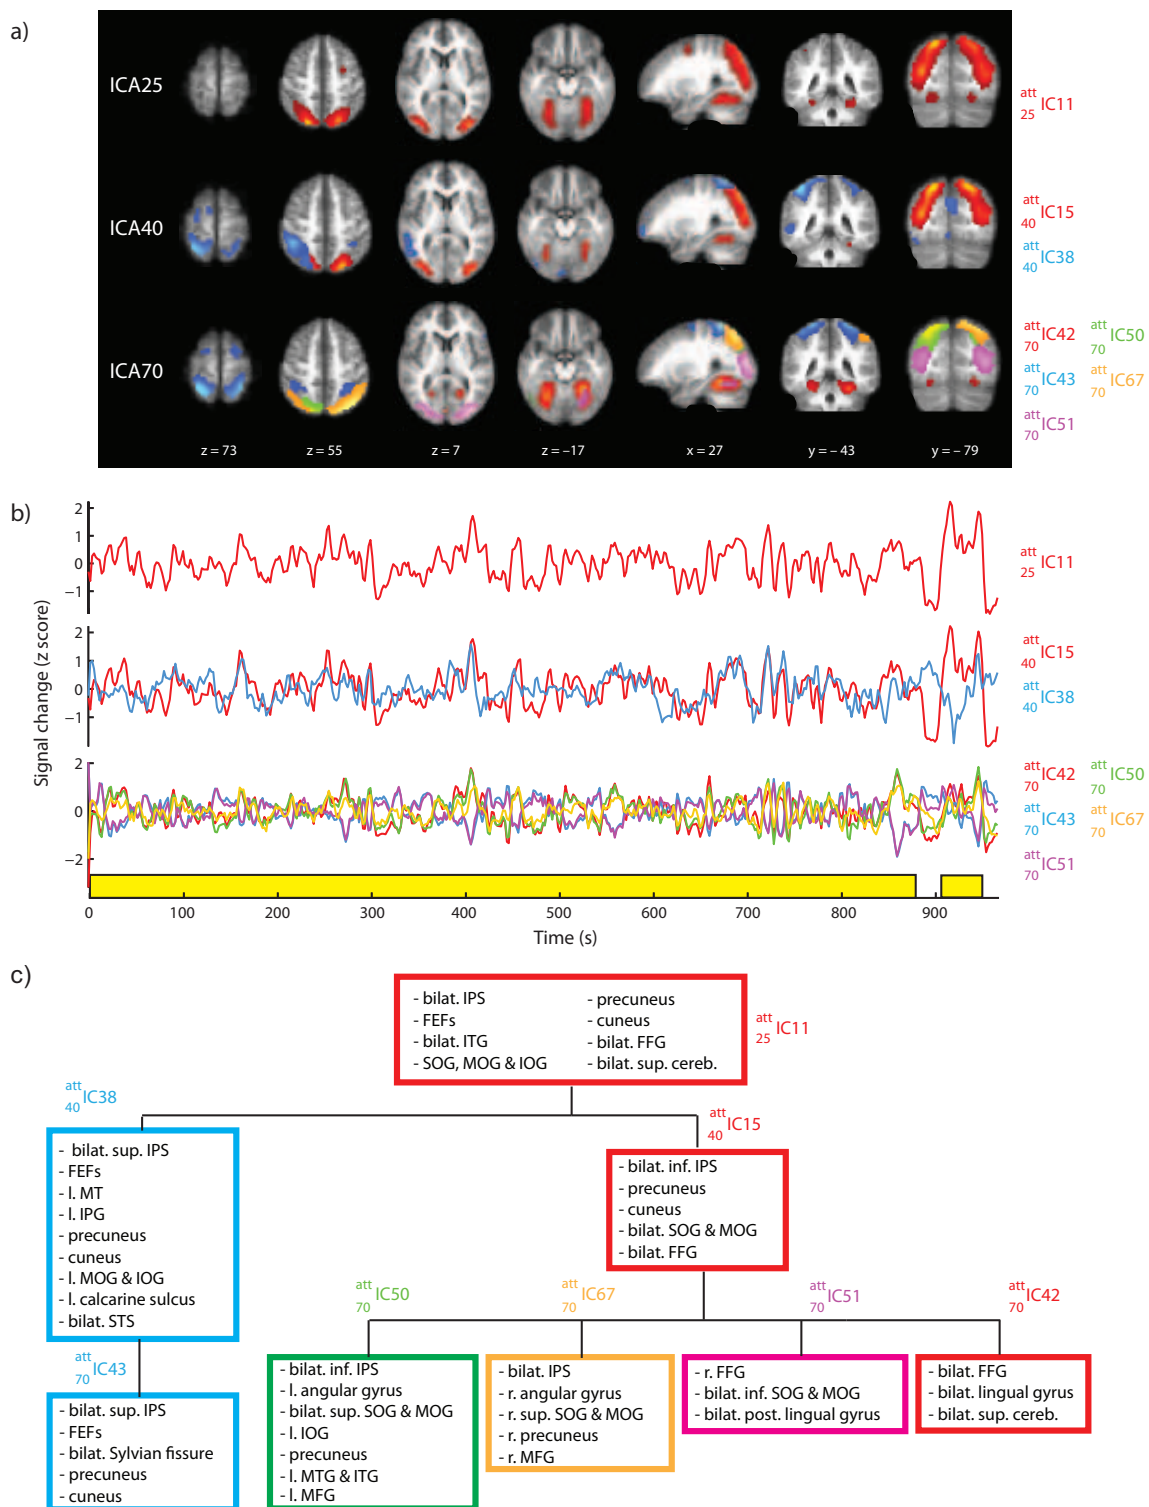 a)
ICA25
att
25 IC11
ICA40
att
40 IC15
att
40 IC38
ICA70
att
70 IC42
att
70 IC50
att
70 IC43
att
70 IC67
att
70 IC51
z = 73
z = 55
z = 7
z = –17
x = 27
y = – 43
y = – 79
b)
Signal change (z score)
2
1
0
−1
att
25 IC11
2
1
0
−1
att
40 IC15
att
40 IC38
2
0
−2
att
70 IC42
att
70 IC50
att
70 IC43
att
70 IC67
att
70 IC51
0 100 200 300 400 500 600 700 800 900
Time (s)
c)
- bilat. IPS
- FEFs
- bilat. ITG
- SOG, MOG & IOG
- precuneus
- cuneus
- bilat. FFG
- bilat. sup. cereb.
att
25 IC11
att
40 IC38
- bilat. sup. IPS
- FEFs
- l. MT
- l. IPG
- precuneus
- cuneus
- l. MOG & IOG
- l. calcarine sulcus
- bilat. STS
att
40 IC15
- bilat. inf. IPS
- precuneus
- cuneus
- bilat. SOG & MOG
- bilat. FFG
att
70 IC43
- bilat. sup. IPS
- FEFs
- bilat. Sylvian fissure
- precuneus
- cuneus
att
70 IC50
- bilat. inf. IPS
- l. angular gyrus
- bilat. sup. SOG & MOG
- l. IOG
- precuneus
- l. MTG & ITG
- l. MFG
att
70 IC67
- bilat. IPS
- r. angular gyrus
- r. sup. SOG & MOG
- r. precuneus
- r. MFG
att
70 IC51
- r. FFG
- bilat. inf. SOG & MOG
- bilat. post. lingual gyrus
att
70 IC42
- bilat. FFG
- bilat. lingual gyrus
- bilat. sup. cereb.